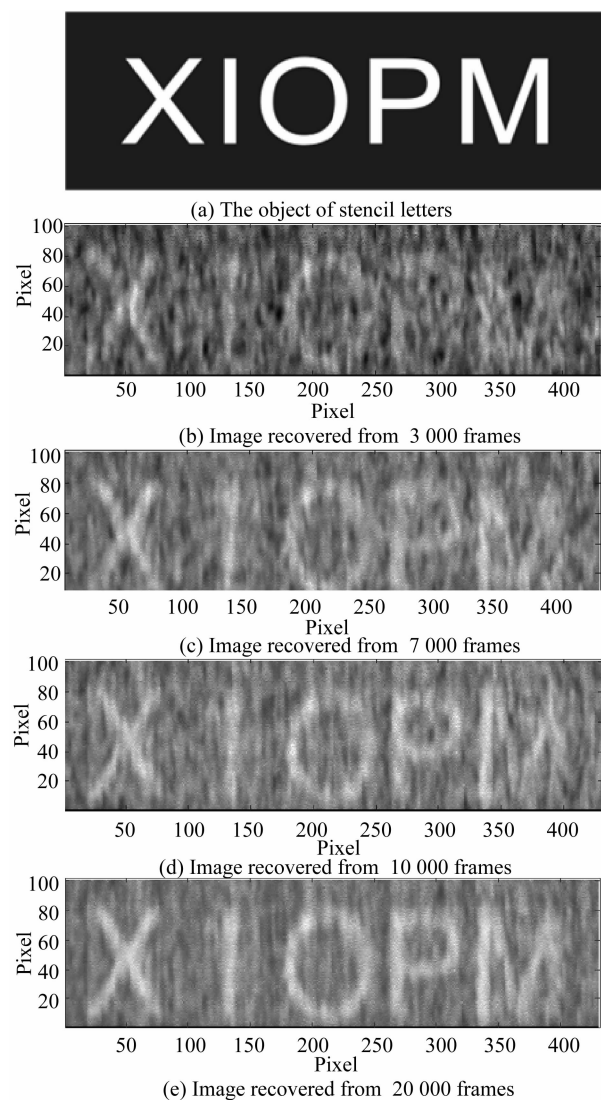 XIOPM
(a) The object of stencil letters
100
80
60
40
20
Pixel
50 100 150 200 250 300 350 400
Pixel
(b) Image recovered from 3 000 frames
100
80
60
40
20
Pixel
50 100 150 200 250 300 350 400
Pixel
(c) Image recovered from 7 000 frames
100
80
60
40
20
Pixel
50 100 150 200 250 300 350 400
Pixel
(d) Image recovered from 10 000 frames
100
80
60
40
20
Pixel
XIOPM
50 100 150 200 250 300 350 400
Pixel
(e) Image recovered from 20 000 frames